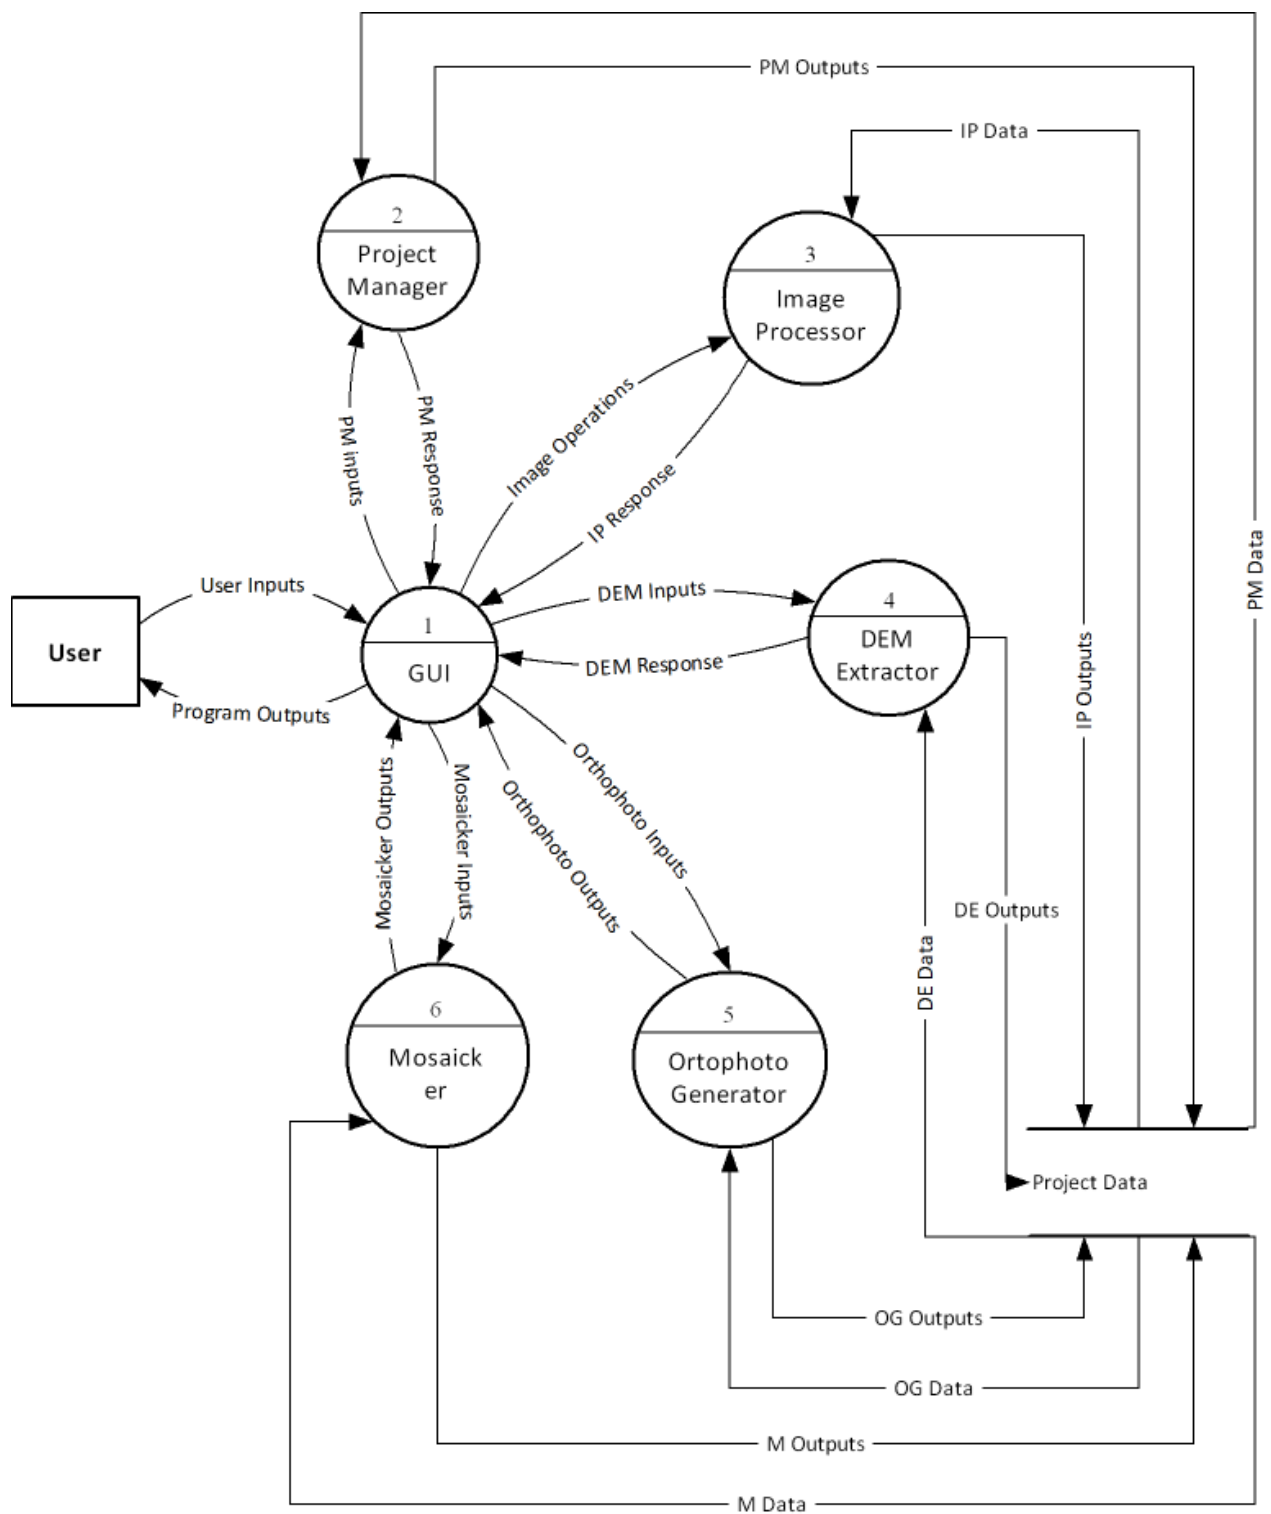 PM Outputs
IP Data
2
Project
Manager
3
Image
Processor
PM inputs
PM Response
Image Operations
IP Response
PM Data
User Inputs
DEM Inputs
4
DEM
Extractor
1
GUI
User
DEM Response
IP Outputs
Program Outputs
Mosaicker Outputs
Mosaicker Inputs
Orthophoto Outputs
Orthophoto Inputs
DE Outputs
DE Data
6
Mosaick
er
5
Ortophoto
Generator
Project Data
OG Outputs
OG Data
M Outputs
M Data